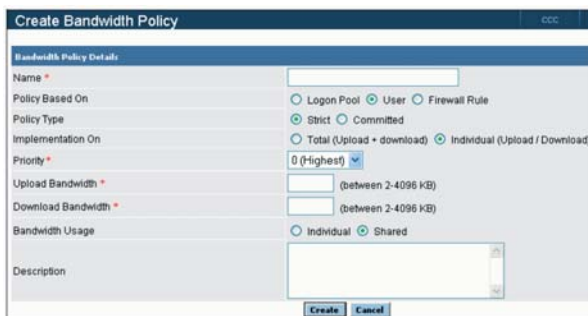 Create Bandwidth Policy
CCC
Bandwidth Policy Details
Name *
Policy Based On Logon Pool User Firewall Rule
Policy Type Strict Committed
Implementation On Total (Upload + download) Individual (Upload / Download)
Priority * 0 (Highest)
Upload Bandwidth * (between 2-4096 KB)
Download Bandwidth * (between 2-4096 KB)
Bandwidth Usage Individual Shared
Description
Create Cancel